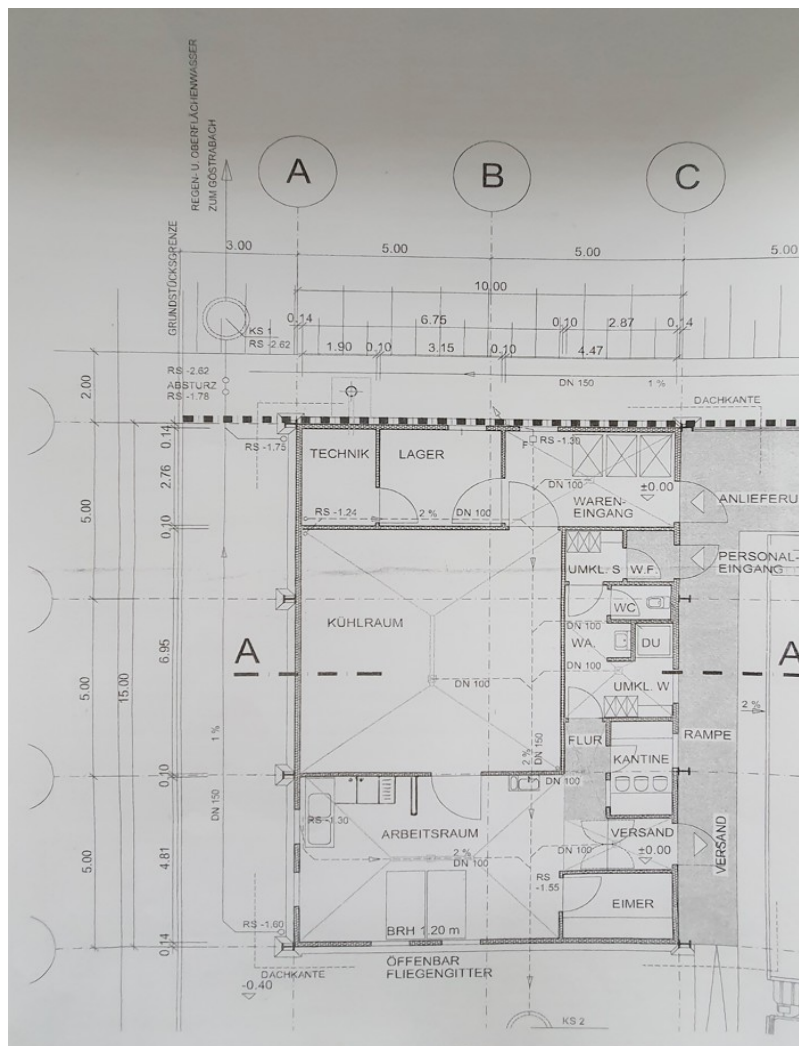 REGEN- U. OBERFLÄCHENWASSER
ZUM GÖSTRABACH
GRUNDSTÜCKSGRENZE
A
B
C
3.00
5.00
5.00
5.00
10.00
KS 1
RS -2.62
0.14
6.75
0.10
2.87
0.14
1.90
0.10
3.15
0.10
4.47
2.00
RS -2.62
ABSTURZ
RS -1.78
DN 150
1 %
DACHKANTE
0.14
RS -1.75
TECHNIK
LAGER
F
RS -1.30
2.76
DN 100
±0.00
WAREN-
EINGANG
ANLIEFERU
5.00
RS -1.24
2 %
DN 100
0.10
PERSONAL-
EINGANG
UMKL. S
W.F.
WC
KÜHLRAUM
DN 100
WA.
DU
A
A
6.95
DN 100
DN 100
UMKL. W
5.00
15.00
2 %
1 %
FLUR
RAMPE
2 %
DN 150
KANTINE
0.10
DN 100
DN 150
RS -1.30
ARBEITSRAUM
VERSAND
VERSAND
5.00
4.81
2 %
DN 100
DN 100
±0.00
RS
-1.55
EIMER
RS -1.60
BRH 1.20 m
0.14
ÖFFENBAR
FLIEGENGITTER
DACHKANTE
-0.40
KS 2